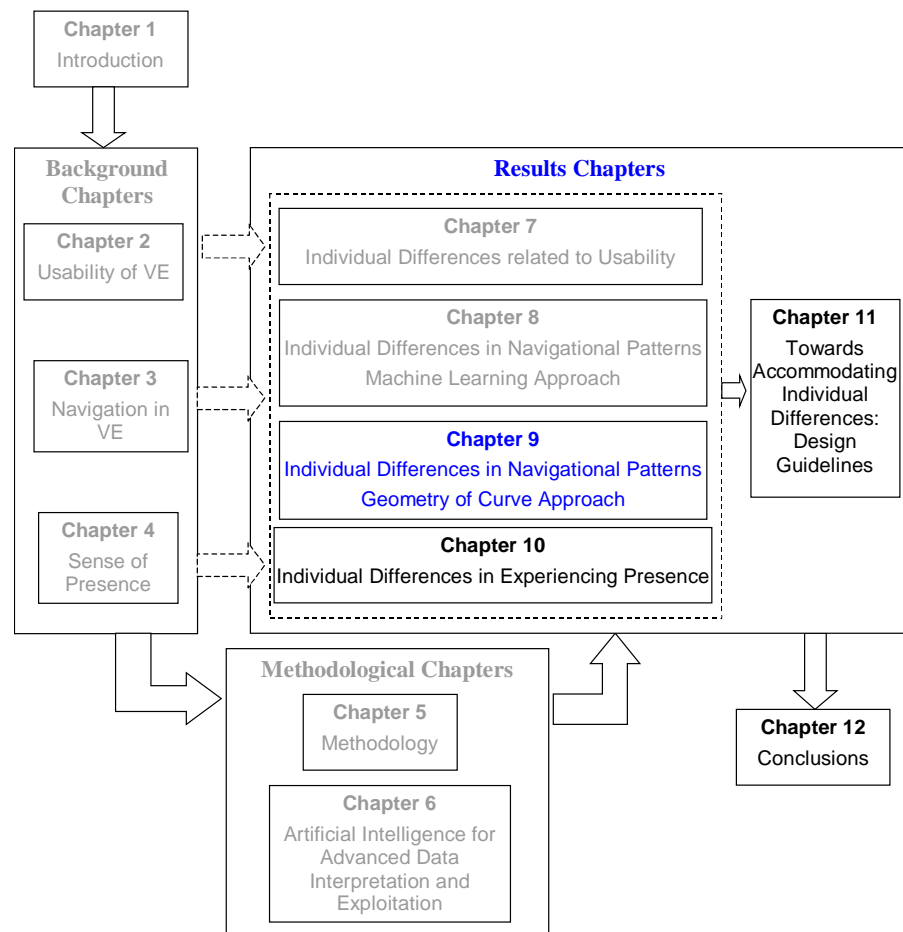 Chapter 1
Introduction
Background
Chapters
Chapter 2
Usability of VE
Chapter 3
Navigation in
VE
Chapter 4
Sense of
Presence
Results Chapters
Chapter 7
Individual Differences related to Usability
Chapter 8
Individual Differences in Navigational Patterns
Machine Learning Approach
Chapter 9
Individual Differences in Navigational Patterns
Geometry of Curve Approach
Chapter 10
Individual Differences in Experiencing Presence
Chapter 11
Towards
Accommodating
Individual
Differences:
Design
Guidelines
Methodological Chapters
Chapter 5
Methodology
Chapter 6
Artificial Intelligence for
Advanced Data
Interpretation and
Exploitation
Chapter 12
Conclusions